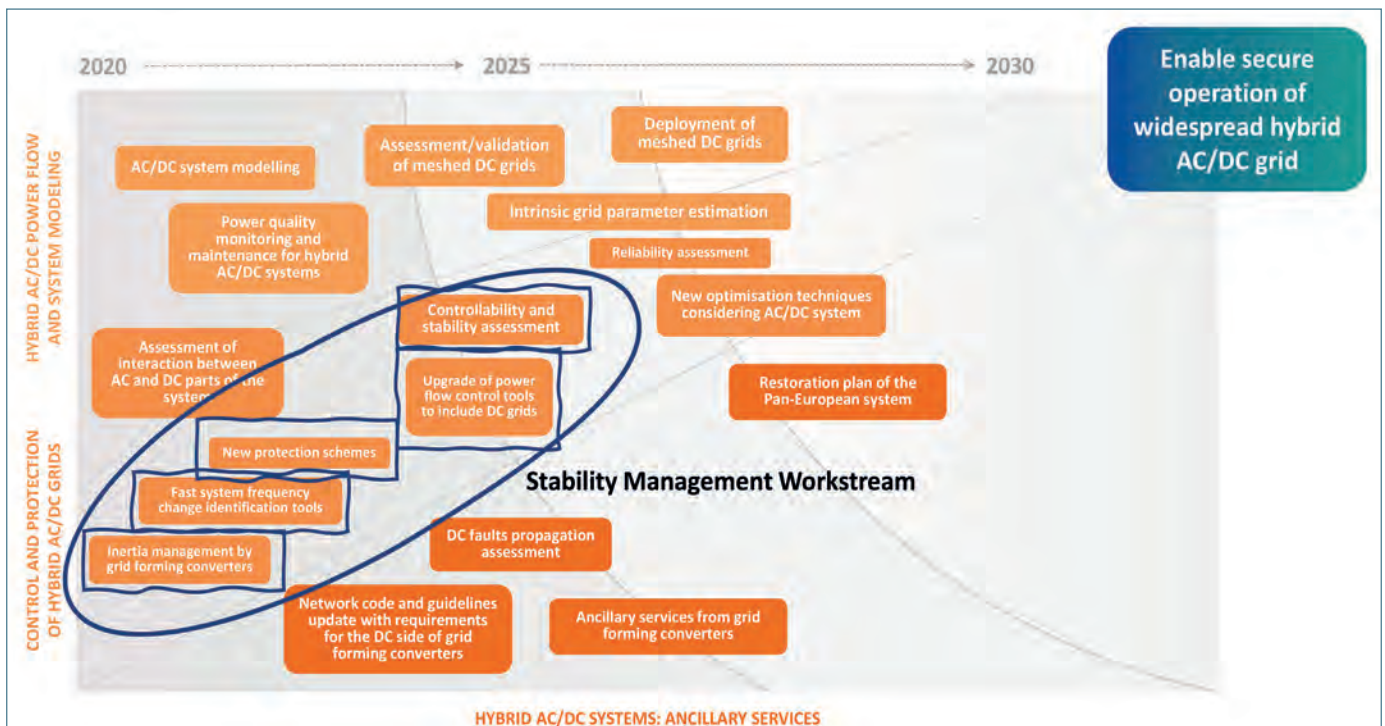 2020
2025
2030
Enable secure
operation of
widespread hybrid
AC/DC grid
HYBRID AC/DC POWER FLOW
AND SYSTEM MODELING
AC/DC system modelling
Assessment/validation
of meshed DC grids
Deployment of
meshed DC grids
Power quality
monitoring and
maintenance for hybrid
AC/DC systems
Intrinsic grid parameter estimation
Reliability assessment
Controllability and
stability assessment
New optimisation techniques
considering AC/DC system
Assessment of
interaction between
AC and DC parts of the
system
Upgrade of power
flow control tools
to include DC grids
Restoration plan of the
Pan-European system
CONTROL AND PROTECTION
OF HYBRID AC/DC GRIDS
New protection schemes
Fast system frequency
change identification tools
Stability Management Workstream
Inertia management by
grid forming converters
DC faults propagation
assessment
Network code and guidelines
update with requirements
for the DC side of grid
forming converters
Ancillary services from grid
forming converters
HYBRID AC/DC SYSTEMS: ANCILLARY SERVICES